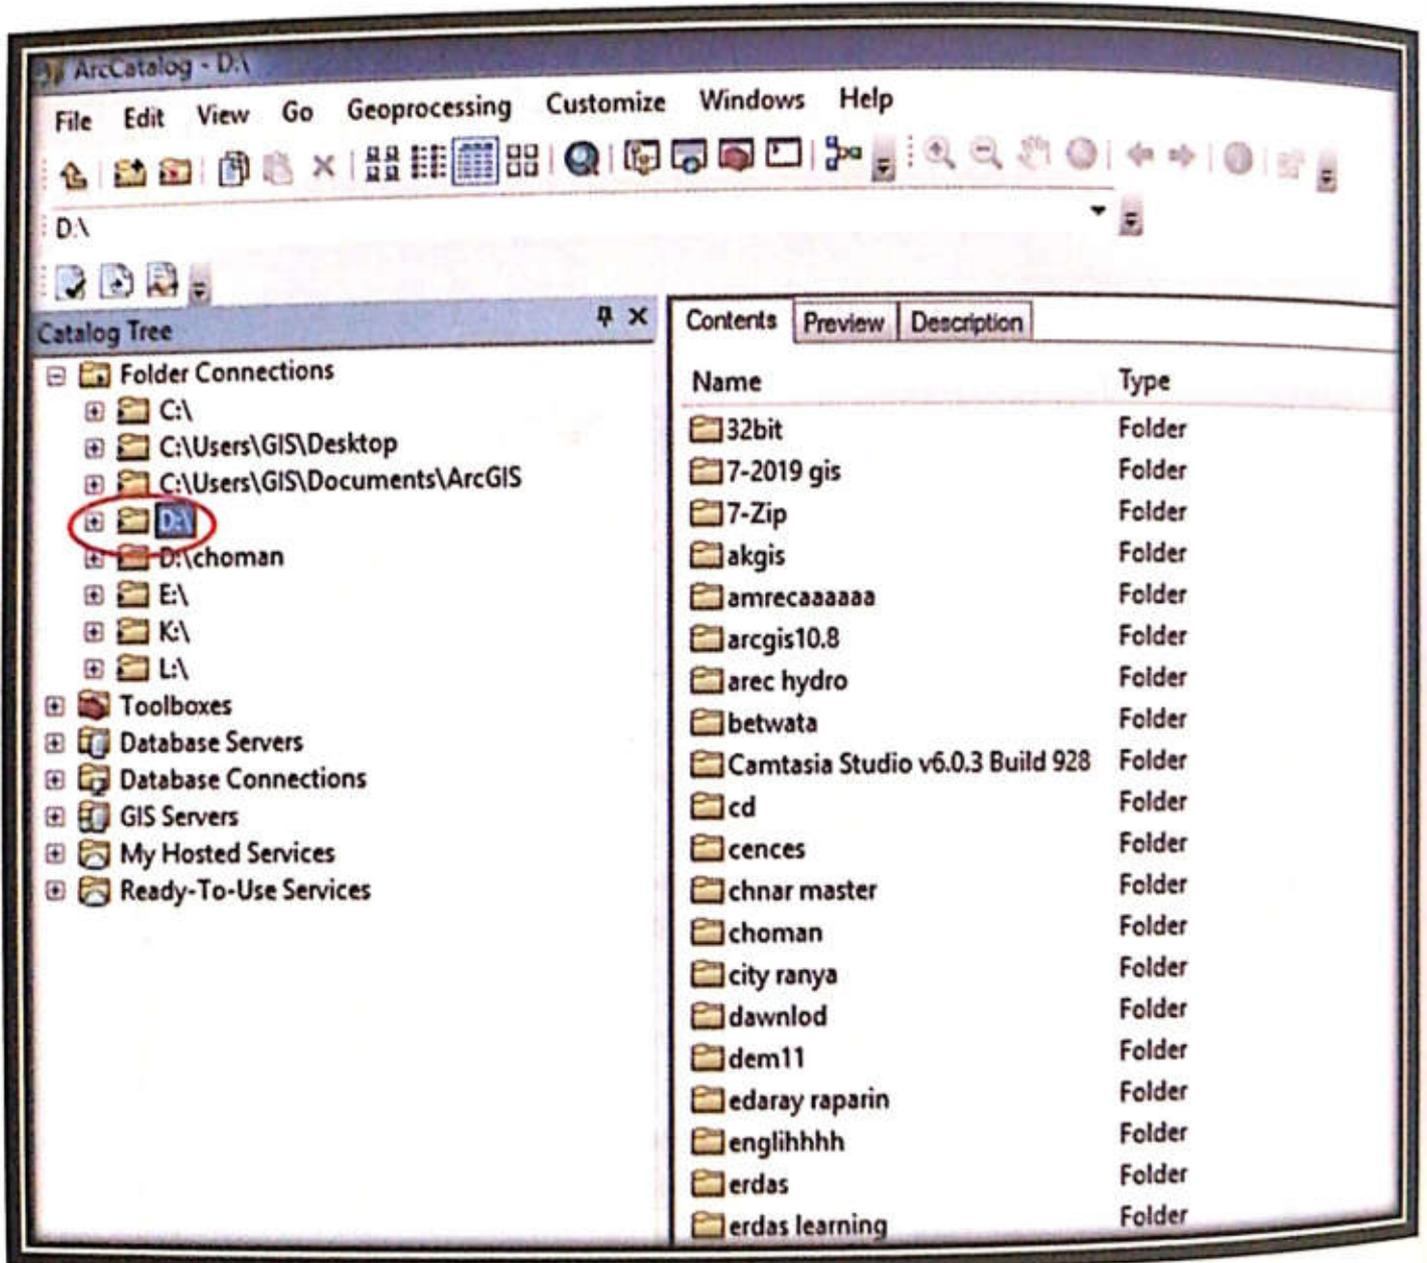 ArcCatalog - D:\
File Edit View Go Geoprocessing Customize Windows Help
D:\
Catalog Tree
Folder Connections
C:\
C:\Users\GIS\Desktop
C:\Users\GIS\Documents\ArcGIS
D:\
D:\choman
E:\
K:\
L:\
Toolboxes
Database Servers
Database Connections
GIS Servers
My Hosted Services
Ready-To-Use Services
Contents Preview Description
Name Type
32bit Folder
7-2019 gis Folder
7-Zip Folder
akgis Folder
amrecaaaaaa Folder
arcgis10.8 Folder
arec hydro Folder
betwata Folder
Camtasia Studio v6.0.3 Build 928 Folder
cd Folder
cences Folder
chnar master Folder
choman Folder
city ranya Folder
dawnlod Folder
dem11 Folder
edaray raparin Folder
englihhhh Folder
erdas Folder
erdas learning Folder